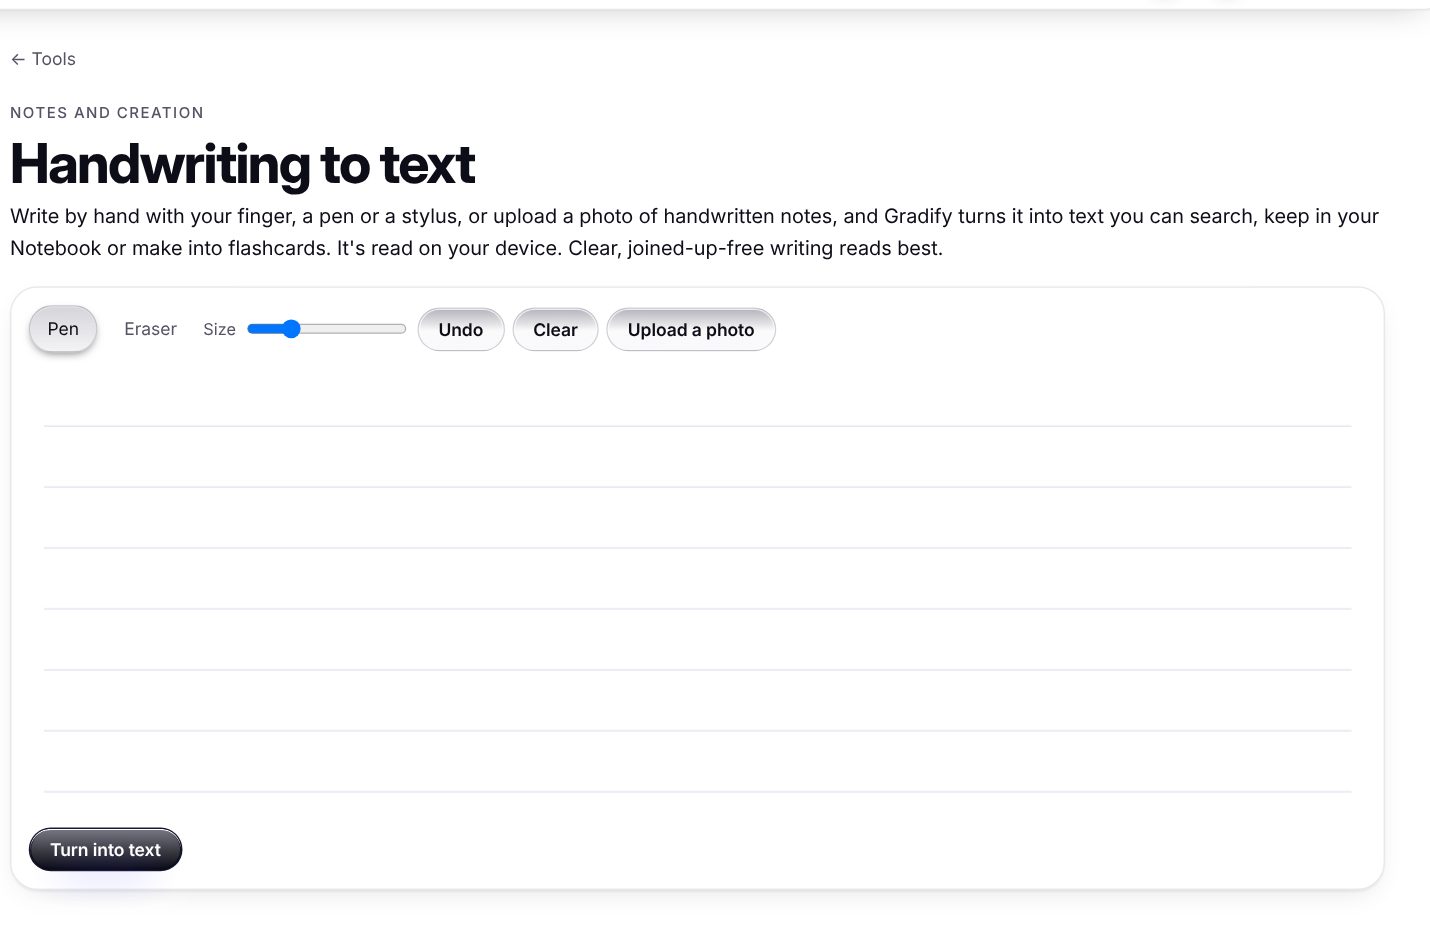 ← Tools
NOTES AND CREATION
Handwriting to text
Write by hand with your finger, a pen or a stylus, or upload a photo of handwritten notes, and Gradify turns it into text you can search, keep in your
Notebook or make into flashcards. It's read on your device. Clear, joined-up-free writing reads best.
Pen Eraser Size Undo Clear Upload a photo
Turn into text